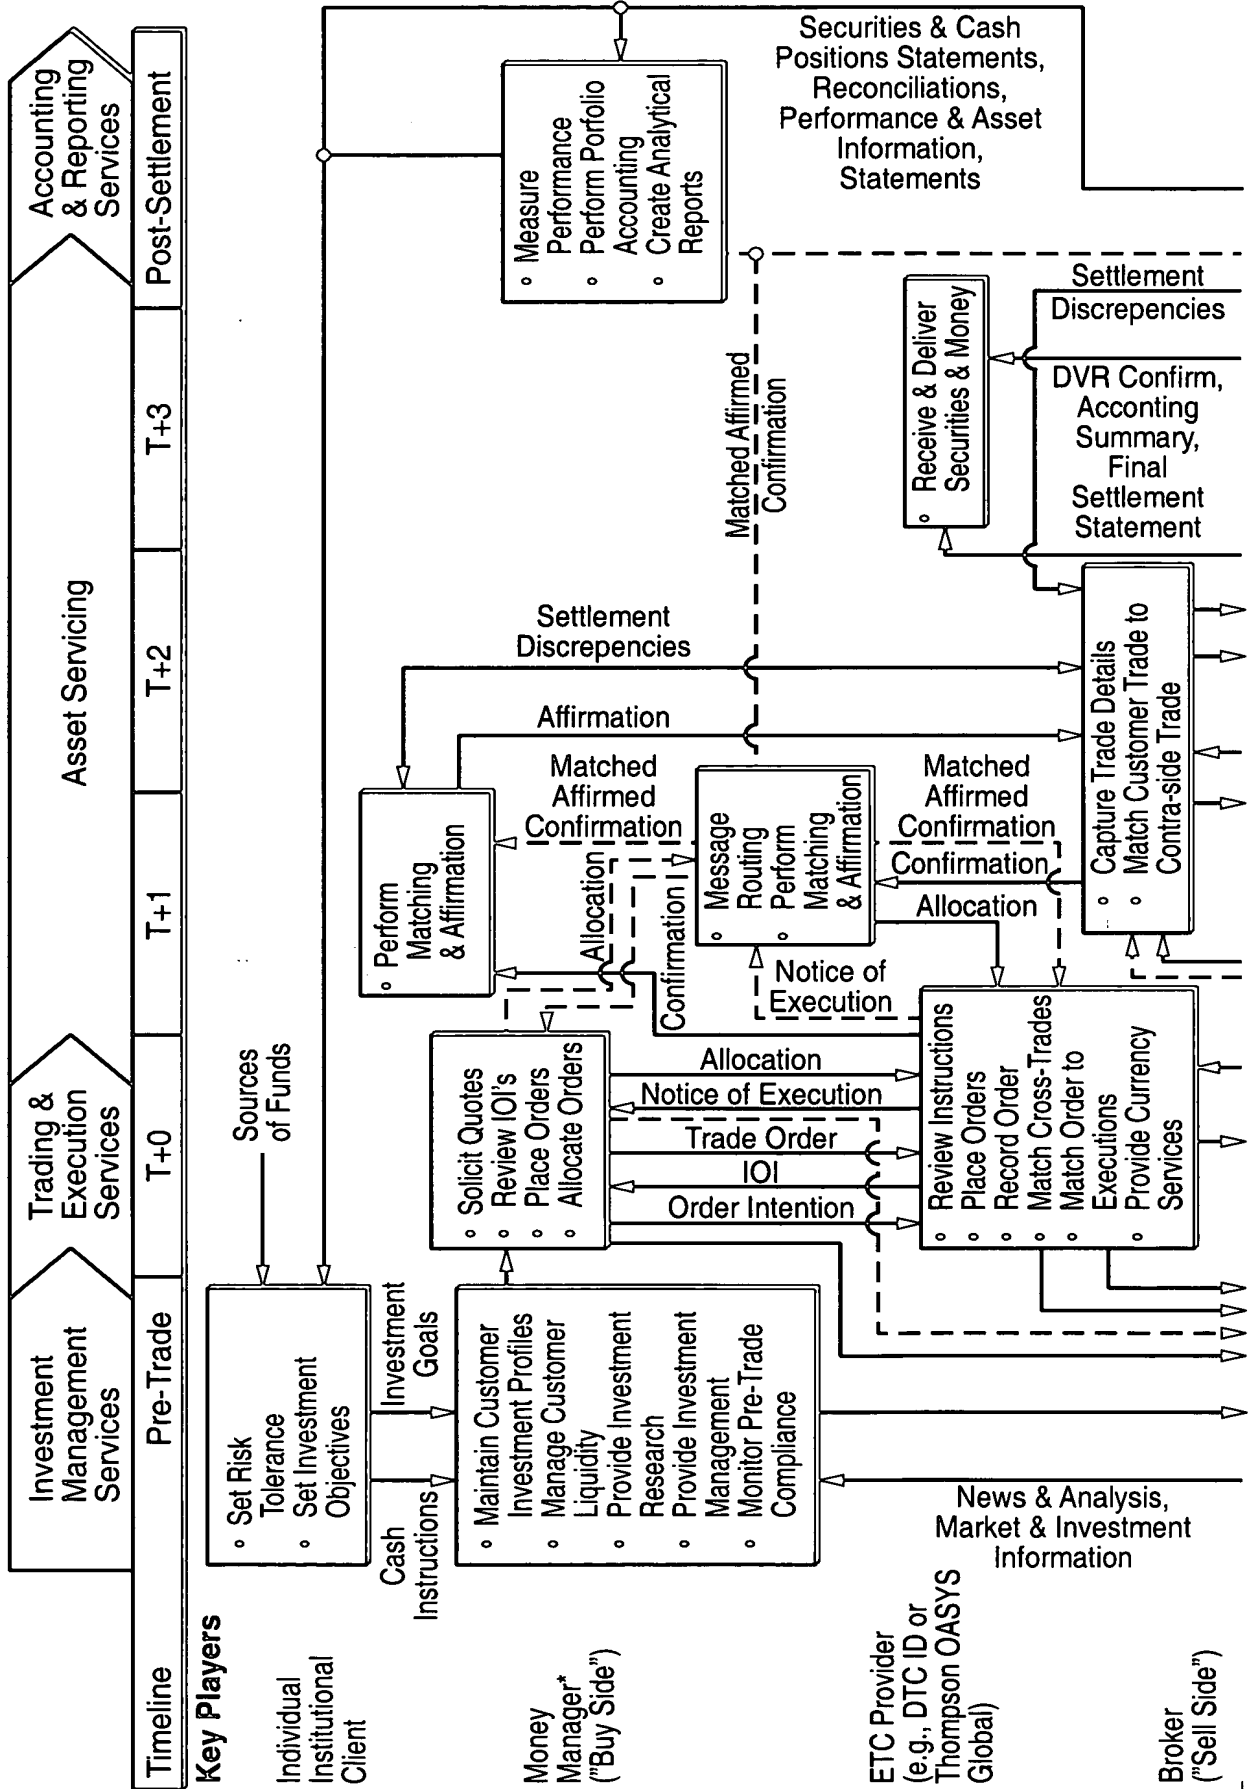 Investment
Management
Services
Trading &
Execution
Services
Asset Servicing
Accounting
& Reporting
Services
Timeline
Pre-Trade
T+0
T+1
T+2
T+3
Post-Settlement
Key Players
Individual
Institutional
Client
Set Risk
Tolerance
Set Investment
Objectives
Sources
of Funds
Cash
Instructions
Investment
Goals
Money
Manager*
("Buy Side")
Maintain Customer
Investment Profiles
Manage Customer
Liquidity
Provide Investment
Research
Provide Investment
Management
Monitor Pre-Trade
Compliance
Solicit Quotes
Review IOI's
Place Orders
Allocate Orders
Perform
Matching
& Affirmation
Measure
Performance
Perform Porfolio
Accounting
Create Analytical
Reports
Allocation
Confirmation
Matched
Affirmed
Confirmation
Affirmation
Settlement
Discrepencies
Matched Affirmed
Confirmation
Securities & Cash
Positions Statements,
Reconciliations,
Performance & Asset
Information,
Statements
ETC Provider
(e.g., DTC ID or
Thompson OASYS
Global)
Message
Routing
Perform
Matching
& Affirmation
Allocation
Notice of Execution
Trade Order
IOI
Order Intention
Notice of
Execution
Matched
Affirmed
Confirmation
Confirmation
Allocation
Receive & Deliver
Securities & Money
Settlement
Discrepencies
DVR Confirm,
Acconting
Summary,
Final
Settlement
Statement
News & Analysis,
Market & Investment
Information
Broker
("Sell Side")
Review Instructions
Place Orders
Record Order
Match Cross-Trades
Match Order to
Executions
Provide Currency
Services
Capture Trade Details
Match Customer Trade to
Contra-side Trade